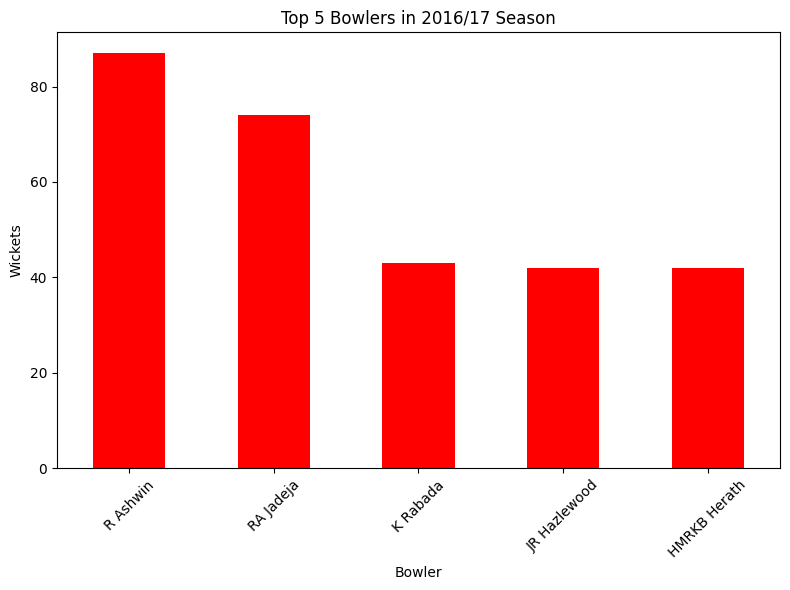 Top 5 Bowlers in 2016/17 Season
Wickets
80
60
40
20
0
R Ashwin
RA Jadeja
K Rabada
JR Hazlewood
HMRKB Herath
Bowler